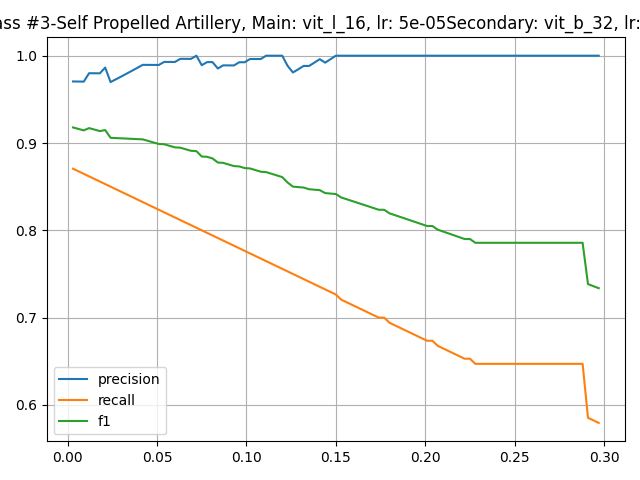 ass #3-Self Propelled Artillery, Main: vit_l_16, lr: 5e-05Secondary: vit_b_32, lr:
1.0
0.9
0.8
0.7
0.6
precision
recall
f1
0.00 0.05 0.10 0.15 0.20 0.25 0.30